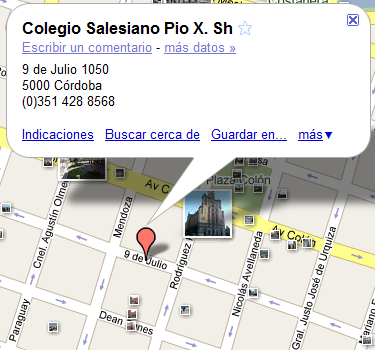 Colegio Salesiano Pio X. Sh
Escribir un comentario - más datos »
9 de Julio 1050
5000 Córdoba
(0)351 428 8568
Indicaciones Buscar cerca de Guardar en... más▼
Plaza Colón
Av Colón
Av Colón
Cnel. Agustín Olme
Mendoza
9 de Julio
Rodríguez
Nicolás Avellaneda
Gral. Justo José de Urquiza
Mariano
Paraguay
Dean Funes